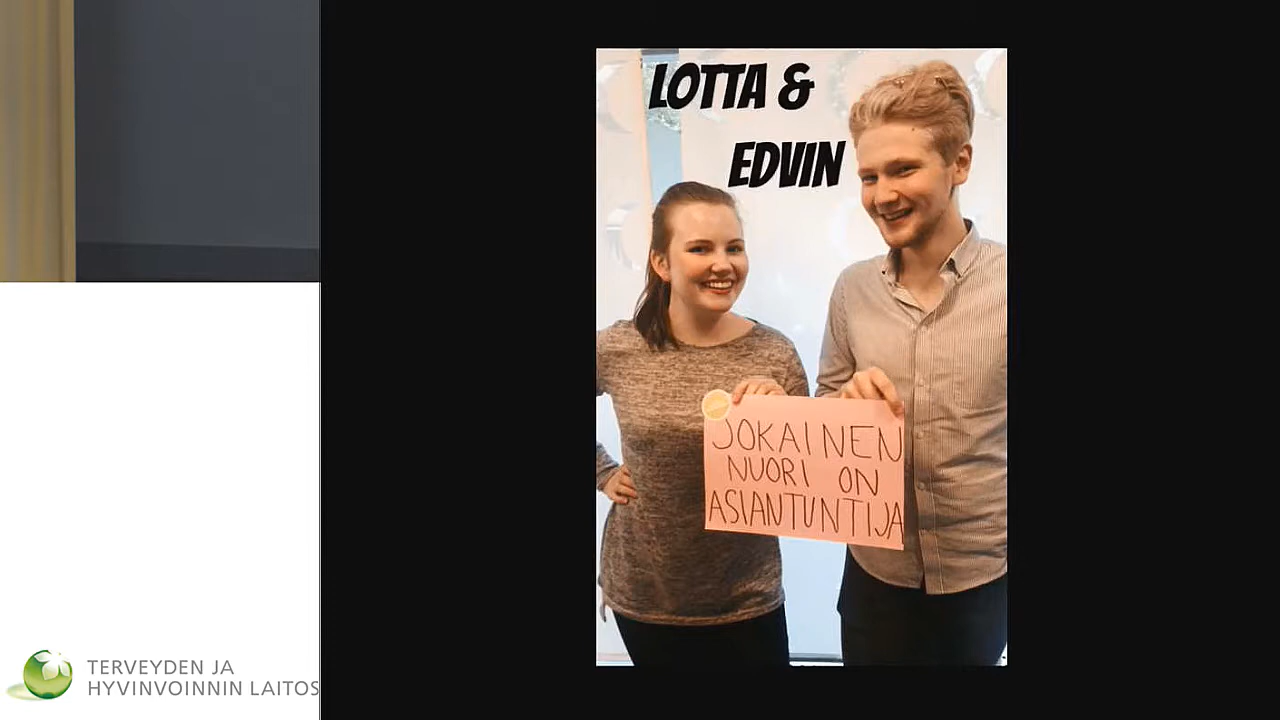 LOTTA &
EDVIN
JOKAINEN
NUORI ON
ASIANTUNTIJA
TERVEYDEN JA
HYVINVOINNIN LAITOS